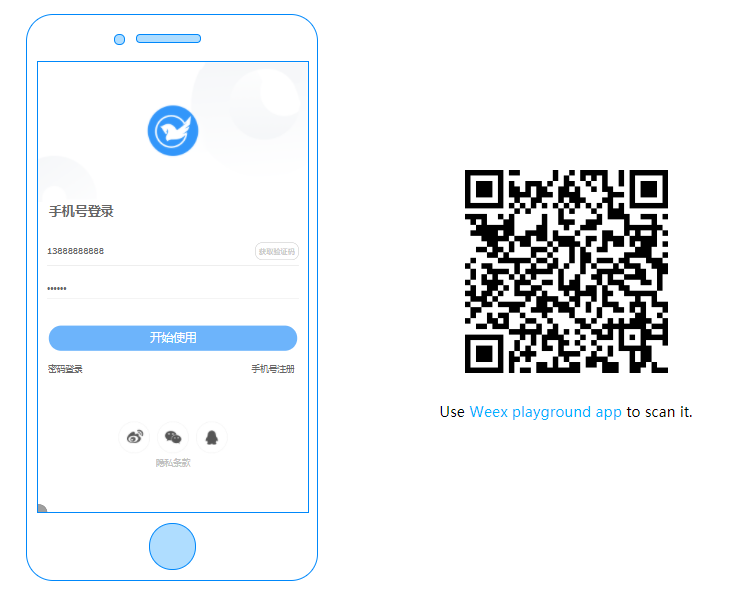 手机号登录
13888888888
获取验证码
••••••
开始使用
密码登录
手机号注册
隐私条款
Use Weex playground app to scan it.